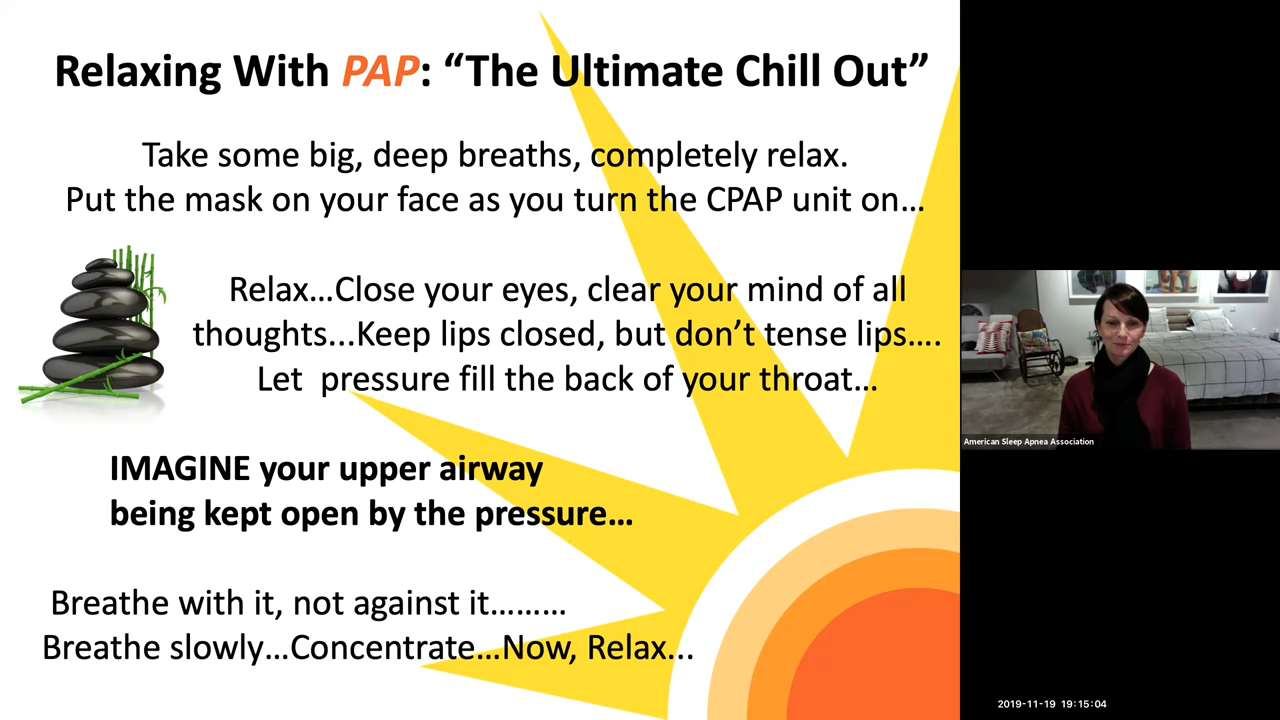 Relaxing With PAP: “The Ultimate Chill Out”
Take some big, deep breaths, completely relax.
Put the mask on your face as you turn the CPAP unit on…
Relax…Close your eyes, clear your mind of all
thoughts...Keep lips closed, but don’t tense lips….
Let pressure fill the back of your throat…
IMAGINE your upper airway
being kept open by the pressure…
Breathe with it, not against it………
Breathe slowly…Concentrate…Now, Relax...
American Sleep Apnea Association
2019-11-19 19:15:04